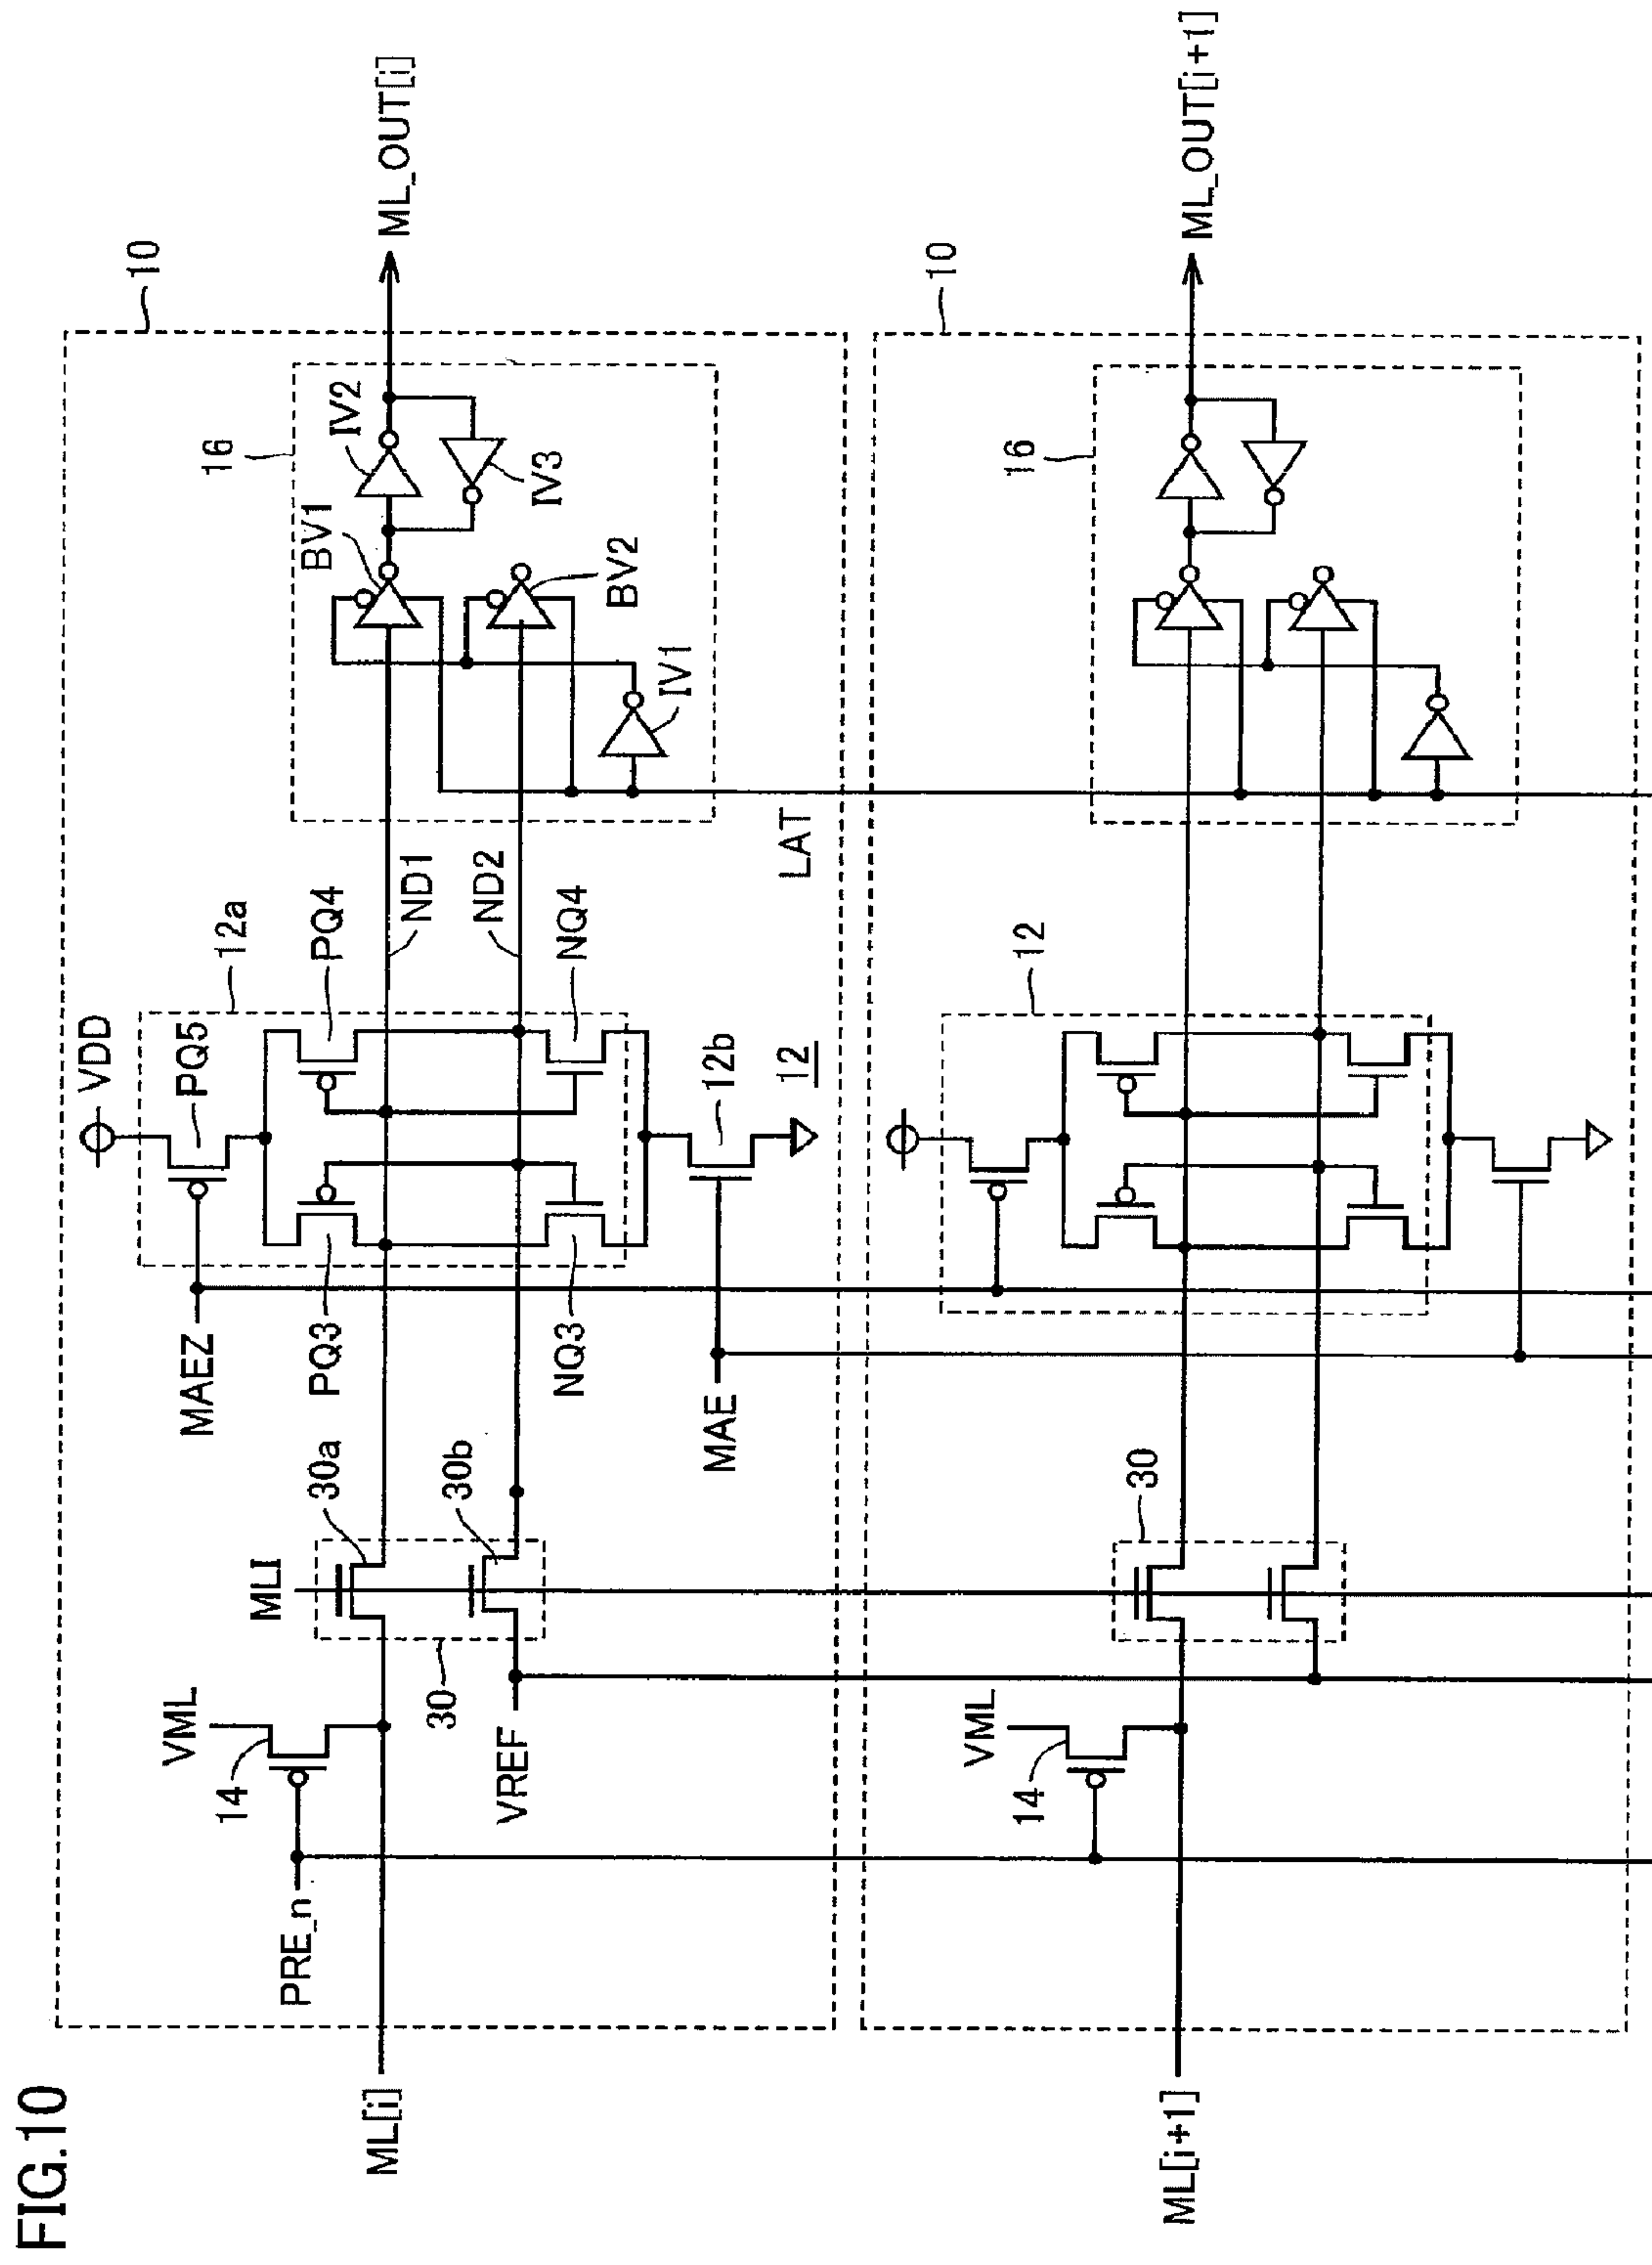 FIG.10
ML[i]
PRE_n
14
VML
VREF
30
MLI
30a
30b
MAEZ
MAE
PQ3
NQ3
VDD
PQ5
12a
PQ4
NQ4
12b
12
ND1
ND2
LAT
16
BV1
IV2
IV3
BV2
IV1
10
ML_OUT[i]
ML[i+1]
14
VML
30
12
16
10
ML_OUT[i+1]